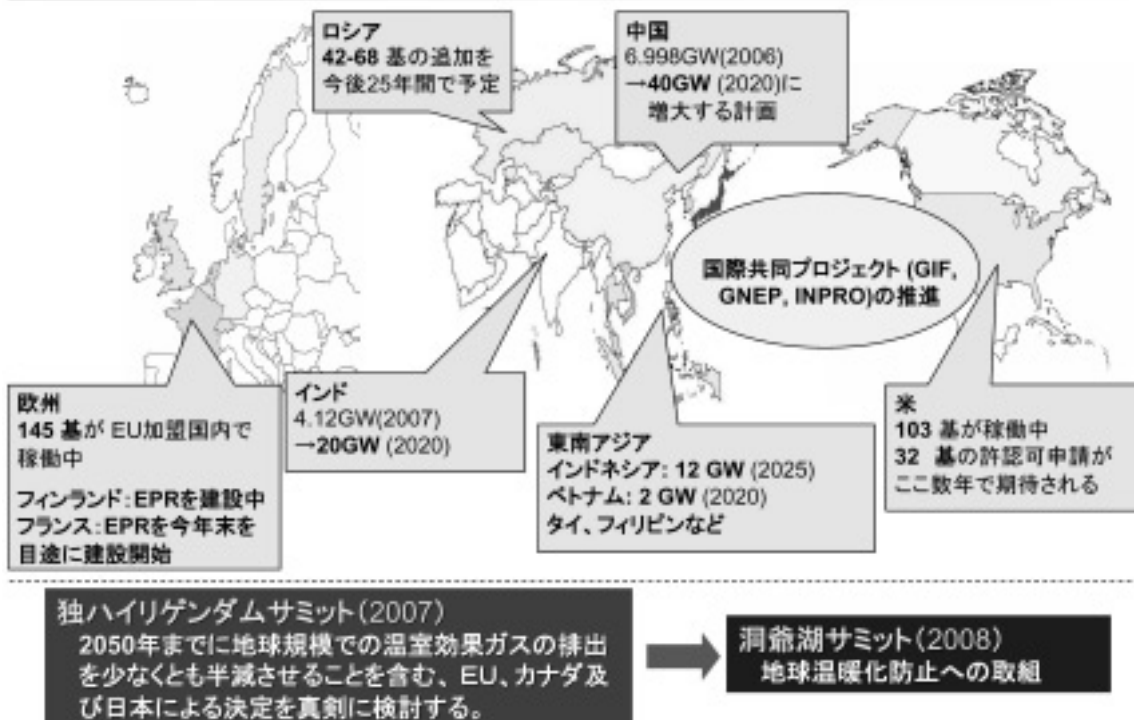 ロシア
42-68 基の追加を
今後25年間で予定
中国
6.998GW(2006)
→40GW (2020)に
増大する計画
国際共同プロジェクト (GIF,
GNEP, INPRO)の推進
欧州
145 基が EU加盟国内で
稼働中
フィンランド:EPRを建設中
フランス:EPRを今年末を
目途に建設開始
インド
4.12GW(2007)
→20GW (2020)
東南アジア
インドネシア: 12 GW (2025)
ベトナム: 2 GW (2020)
タイ、フィリピンなど
米
103 基が稼働中
32 基の許認可申請が
ここ数年で期待される
独ハイリゲンダムサミット(2007)
2050年までに地球規模での温室効果ガスの排出
を少なくとも半減させることを含む、EU、カナダ及
び日本による決定を真剣に検討する。
洞爺湖サミット(2008)
地球温暖化防止への取組